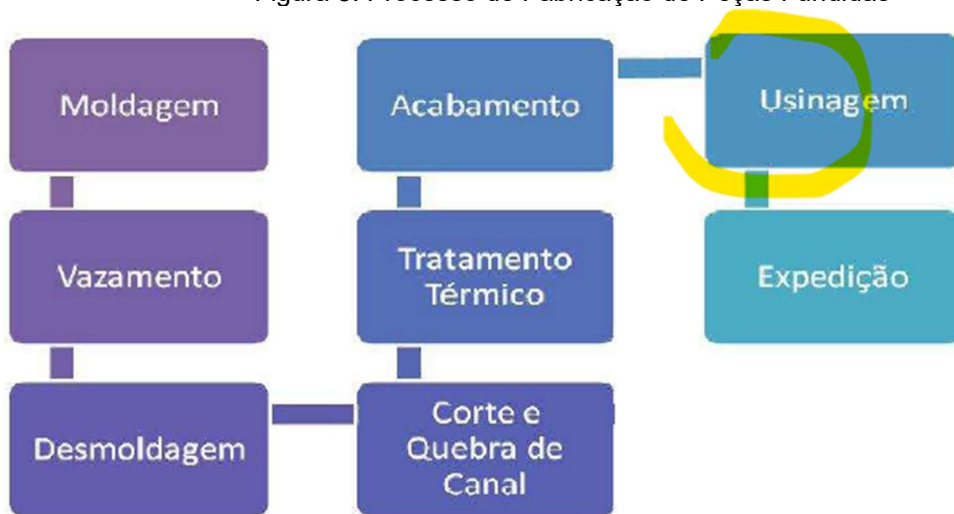 Moldagem
Vazamento
Desmoldagem
Corte e
Quebra de
Canal
Tratamento
Térmico
Acabamento
Usinagem
Expedição